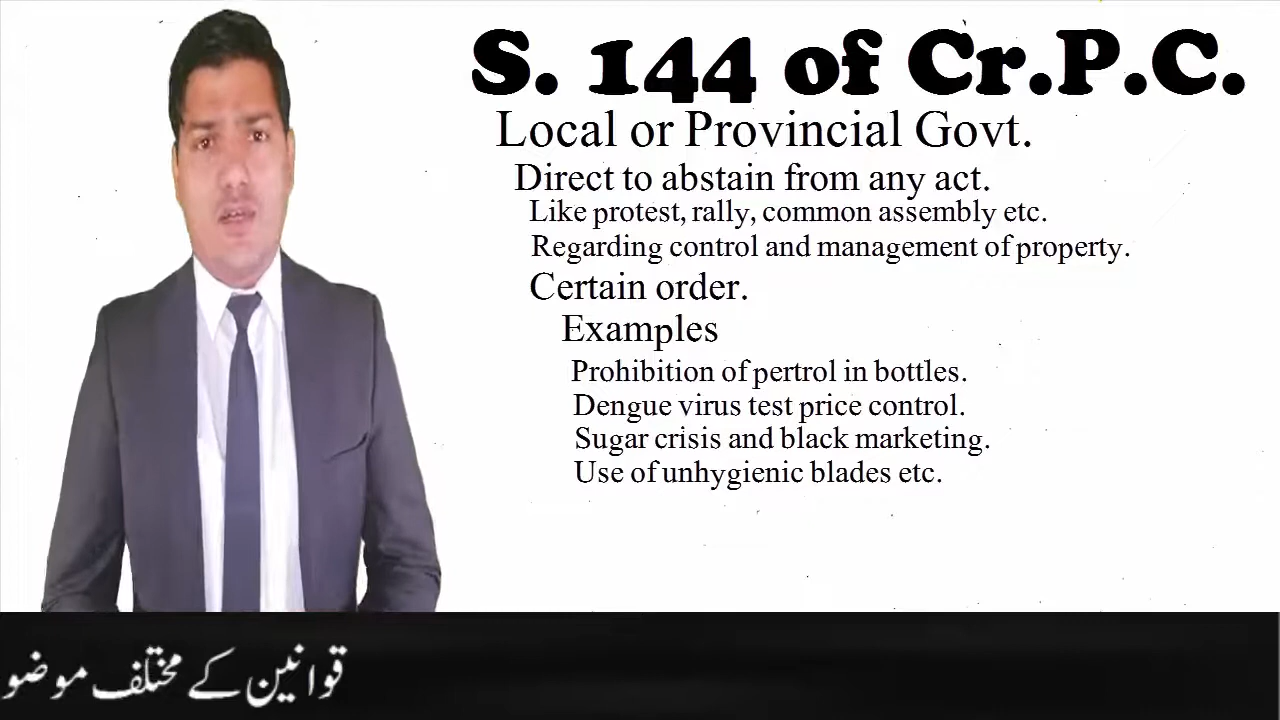 S. 144 of Cr.P.C.
Local or Provincial Govt.
Direct to abstain from any act.
Like protest, rally, common assembly etc.
Regarding control and management of property.
Certain order.
Examples
Prohibition of pertrol in bottles.
Dengue virus test price control.
Sugar crisis and black marketing.
Use of unhygienic blades etc.
قوانین کے مختلف موضو